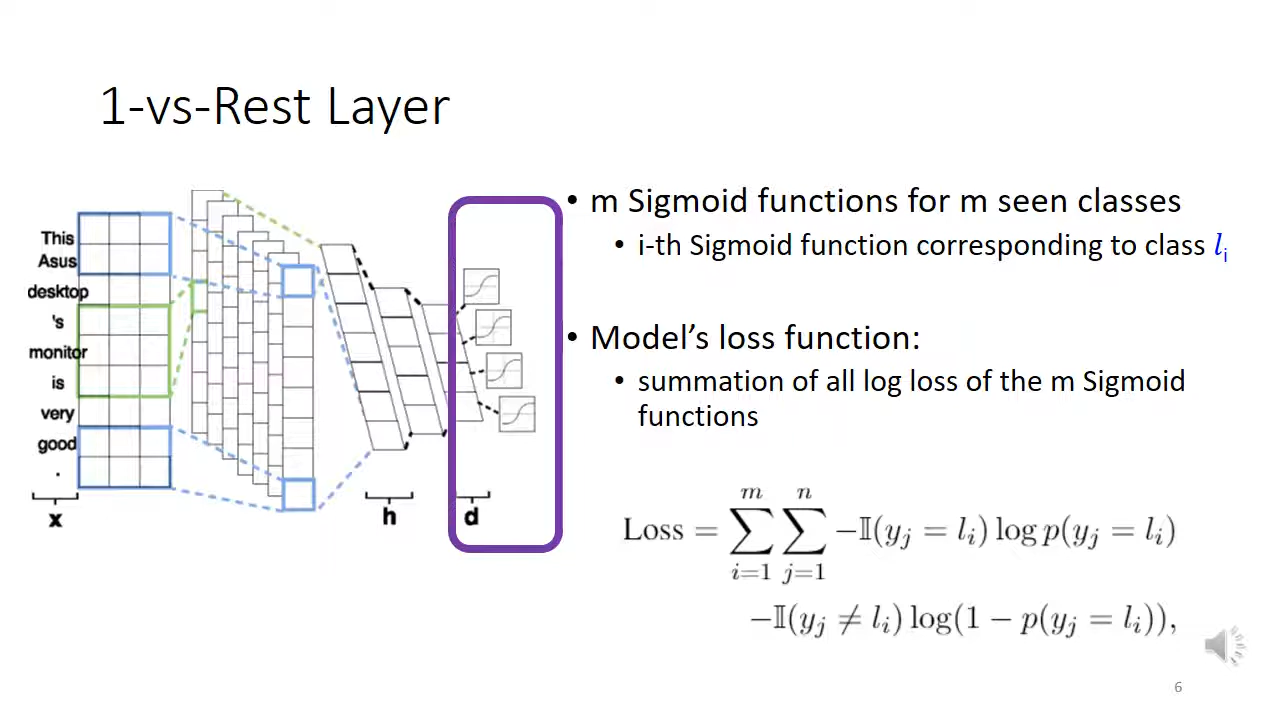 1-vs-Rest Layer
This
Asus
desktop
's
monitor
is
very
good
.
x
h
d
• m Sigmoid functions for m seen classes
• i-th Sigmoid function corresponding to class lᵢ
• Model’s loss function:
• summation of all log loss of the m Sigmoid
functions
Loss = ∑_{i=1}^{m} ∑_{j=1}^{n} −𝕀(y_j = l_i) log p(y_j = l_i)
−𝕀(y_j ≠ l_i) log(1 − p(y_j = l_i)),
6